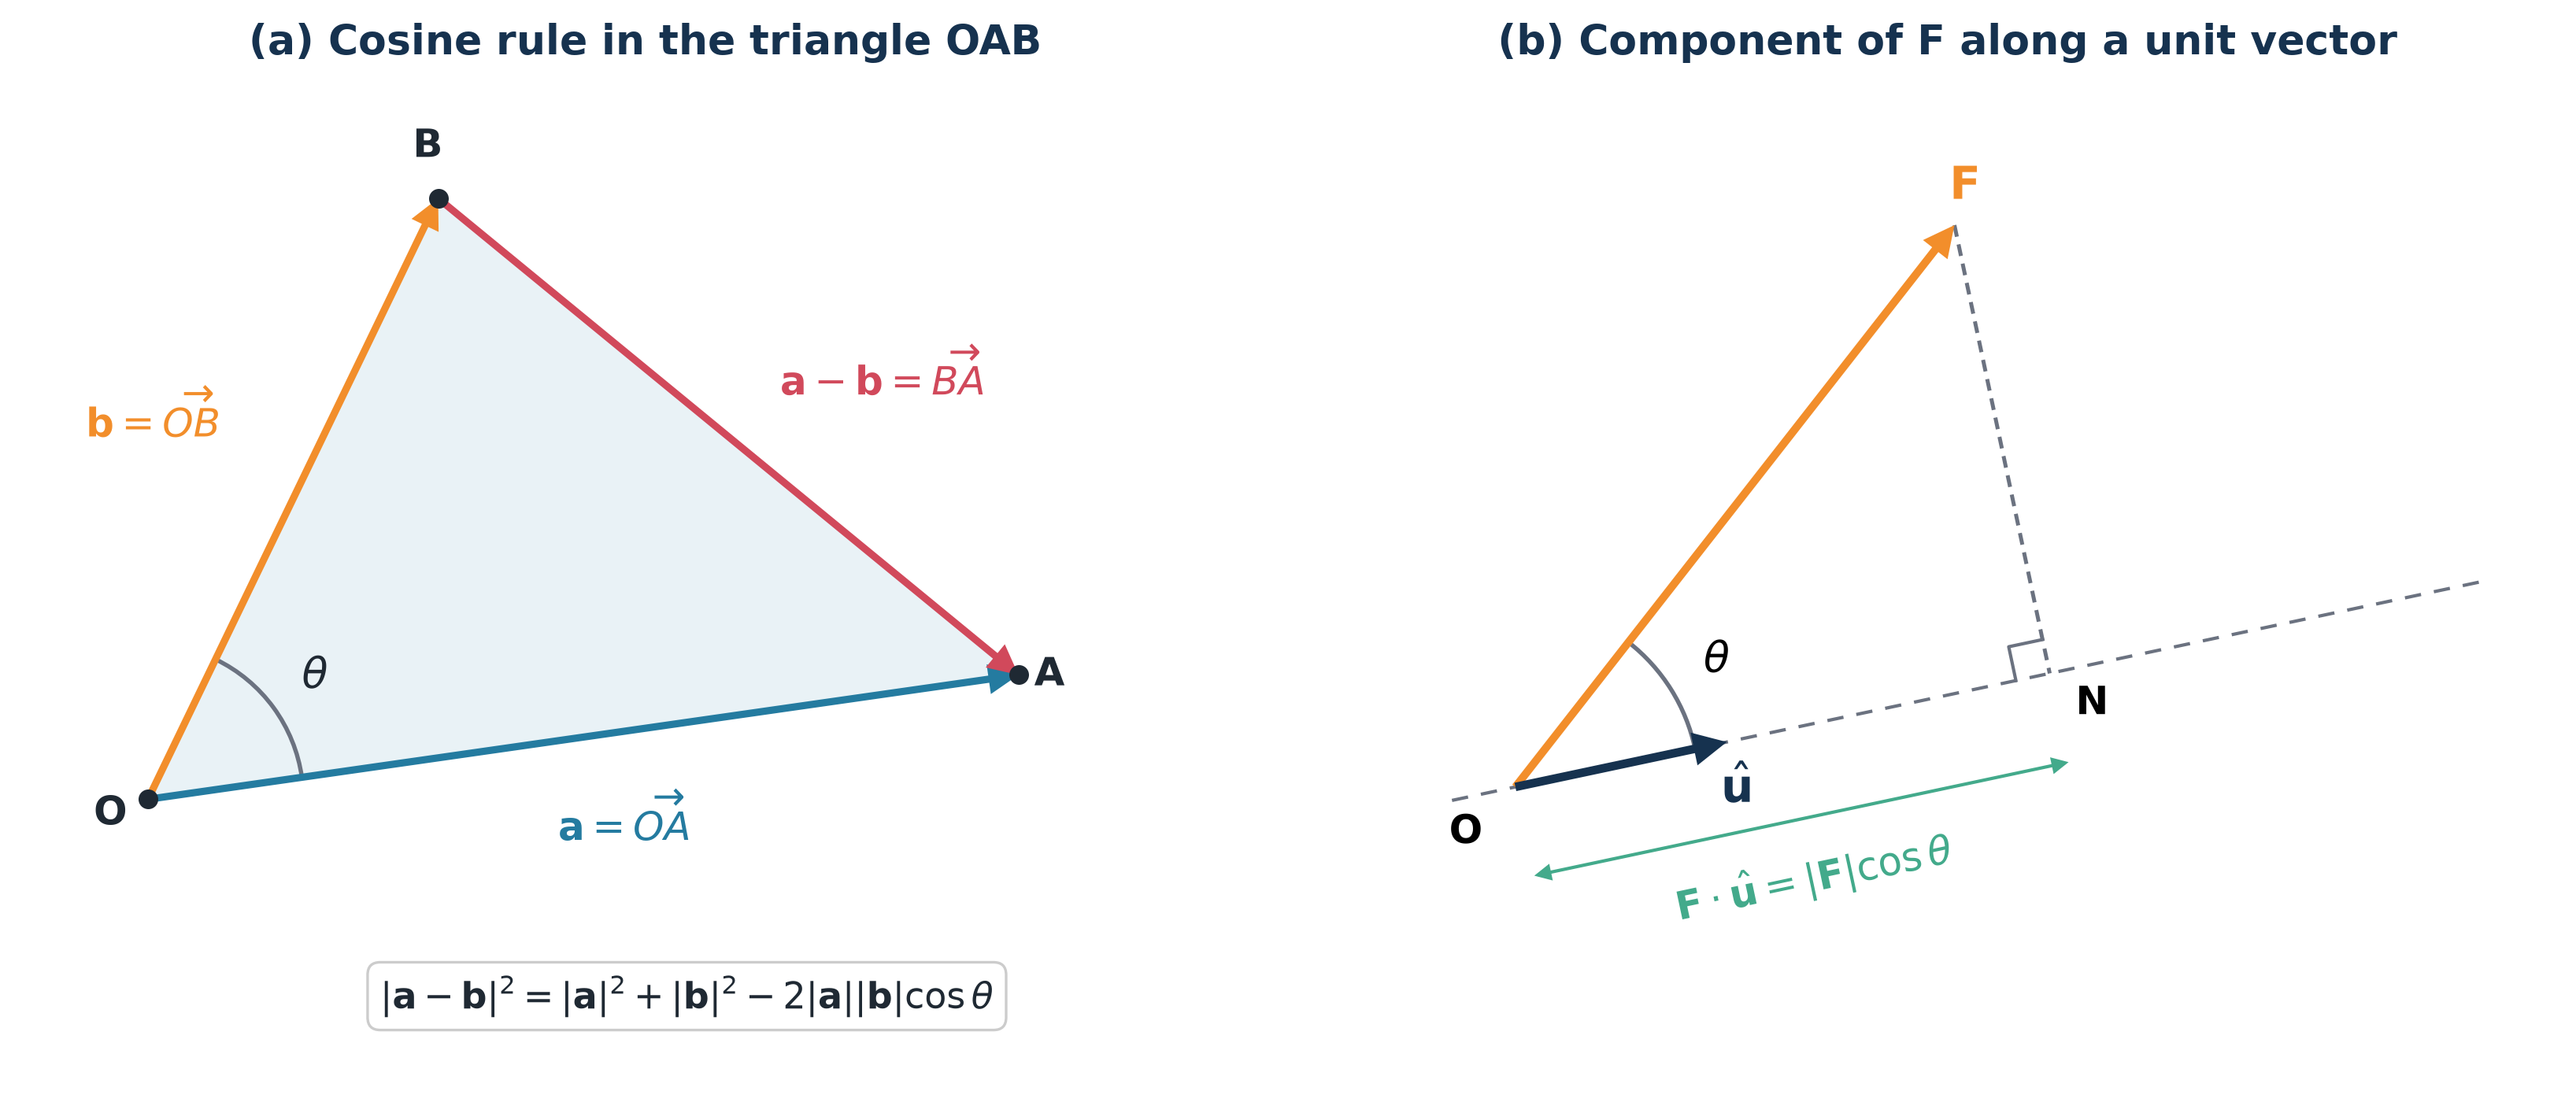 (a) Cosine rule in the triangle OAB
B
b = →OB
a − b = →BA
θ
A
O
a = →OA
|a − b|² = |a|² + |b|² − 2|a||b|cos θ
(b) Component of F along a unit vector
F
θ
N
û
O
F · û = |F|cos θ